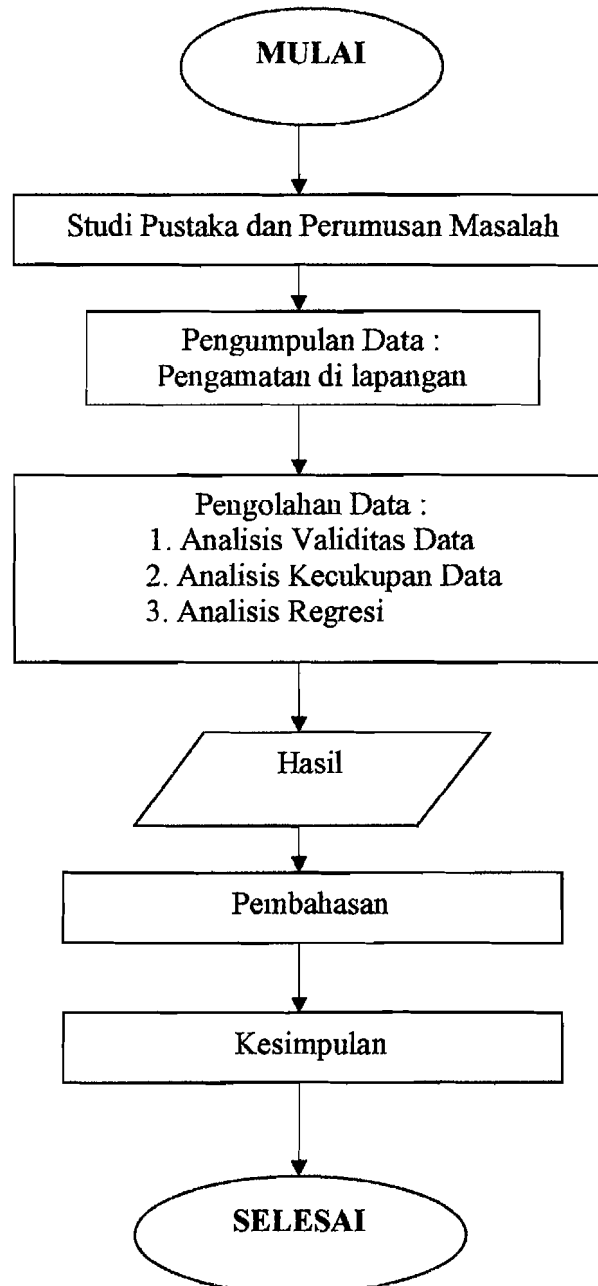 MULAI
Studi Pustaka dan Perumusan Masalah
Pengumpulan Data :
Pengamatan di lapangan
Pengolahan Data :
1. Analisis Validitas Data
2. Analisis Kecukupan Data
3. Analisis Regresi
Hasil
Pembahasan
Kesimpulan
SELESAI